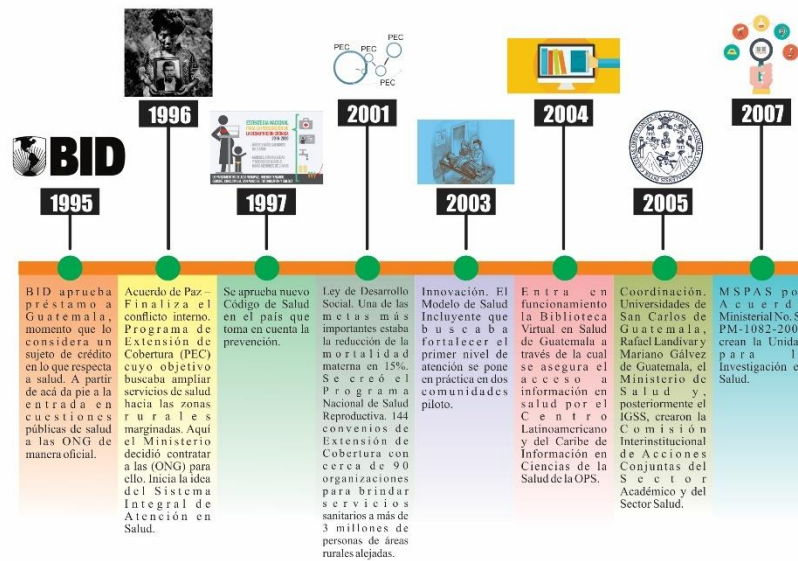 BID
1995
BID aprueba
préstamo a
Guatemala,
momento que lo
considera un
sujeto de crédito
en lo que respecta
a salud. A partir
de acá da pie a la
entrada en
cuestiones
públicas de salud
a las ONG de
manera oficial.
1996
Acuerdo de Paz –
Finaliza el
conflicto interno.
Programa de
Extensión de
Cobertura (PEC)
cuyo objetivo
buscaba ampliar
servicios de salud
hacia las zonas
rurales
marginadas. Aquí
el Ministerio
decidió contratar
a las (ONG) para
ello. Inicia la idea
del Sistema
Integral de
Atención en
Salud.
ESTRATEGIA NACIONAL
1997
Se aprueba nuevo
Código de Salud
en el país que
toma en cuenta la
prevención.
PEC
PEC
PEC
PEC
2001
Ley de Desarrollo
Social. Una de las
metas más
importantes estaba
la reducción de la
mortalidad
materna en 15%.
Se creó el
Programa
Nacional de Salud
Reproductiva. 144
convenios de
Extensión de
Cobertura con
cerca de 90
organizaciones
para brindar
servicios
sanitarios a más de
3 millones de
personas de áreas
rurales alejadas.
2003
Innovación. El
Modelo de Salud
Incluyente que
buscaba
fortalecer el
primer nivel de
atención se pone
en práctica en dos
comunidades
piloto.
2004
Entra en
funcionamiento
la Biblioteca
Virtual en Salud
de Guatemala a
través de la cual
se asegura el
acceso a
información en
salud por el
Centro
Latinoamericano
y del Caribe de
Información en
Ciencias de la
Salud de la OPS.
2005
Coordinación.
Universidades de
San Carlos de
Guatemala,
Rafael Landívar y
Mariano Gálvez
de Guatemala, el
Ministerio de
Salud y,
posteriormente el
IGSS, crearon la
Comisión
Interinstitucional
de Acciones
Conjuntas del
Sector
Académico y del
Sector Salud.
2007
MSPAS po
Acuerd
Ministerial No. S
PM-1082-200
crean la Unida
para l
Investigación e
Salud.